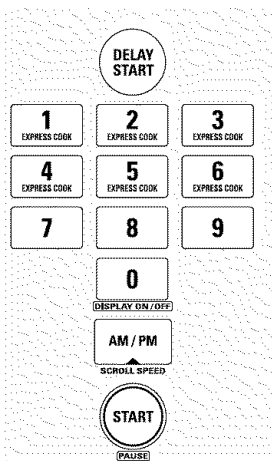 DELAY
START
1 2 3
EXPRESS COOK EXPRESS COOK EXPRESS COOK
4 5 6
EXPRESS COOK EXPRESS COOK EXPRESS COOK
7 8 9
0
DISPLAY ON/OFF
AM / PM
SCROLL SPEED
START
PAUSE